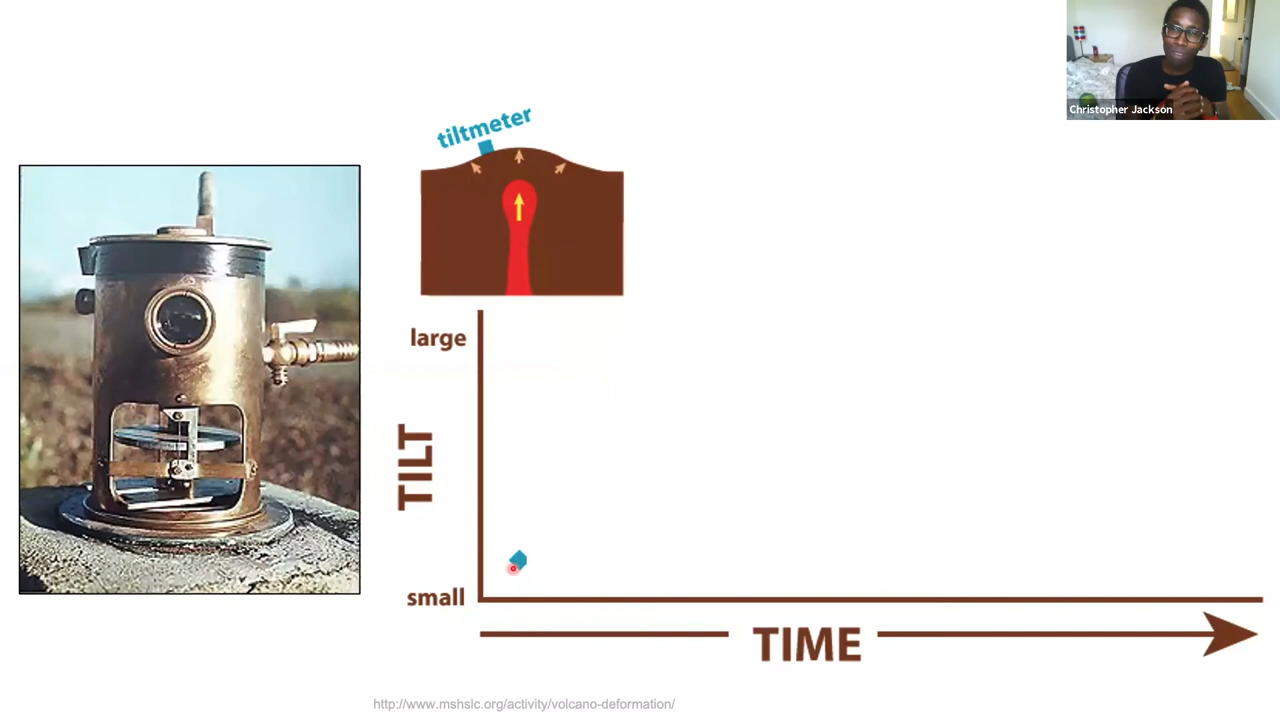 Christopher Jackson
tiltmeter
large
TILT
small
TIME
http://www.mshslc.org/activity/volcano-deformation/